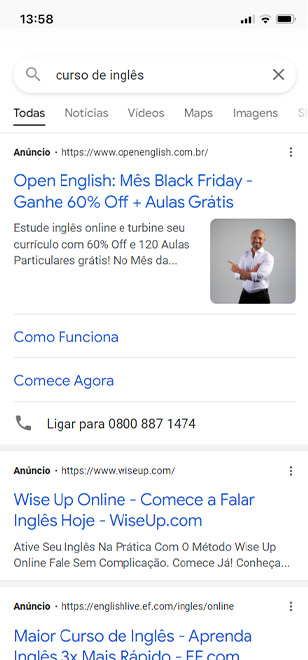 13:58
curso de inglês
Todas Notícias Vídeos Maps Imagens
Anúncio · https://www.openenglish.com.br/
Open English: Mês Black Friday -
Ganhe 60% Off + Aulas Grátis
Estude inglês online e turbine seu
currículo com 60% Off e 120 Aulas
Particulares grátis! No Mês da...
Como Funciona
Comece Agora
Ligar para 0800 887 1474
Anúncio · https://www.wiseup.com/
Wise Up Online - Comece a Falar
Inglês Hoje - WiseUp.com
Ative Seu Inglês Na Prática Com O Método Wise Up
Online Fale Sem Complicação. Comece Já! Conheça...
Anúncio · https://englishlive.ef.com/ingles/online
Maior Curso de Inglês - Aprenda
Inglês 3x Mais Rápido - EF.com